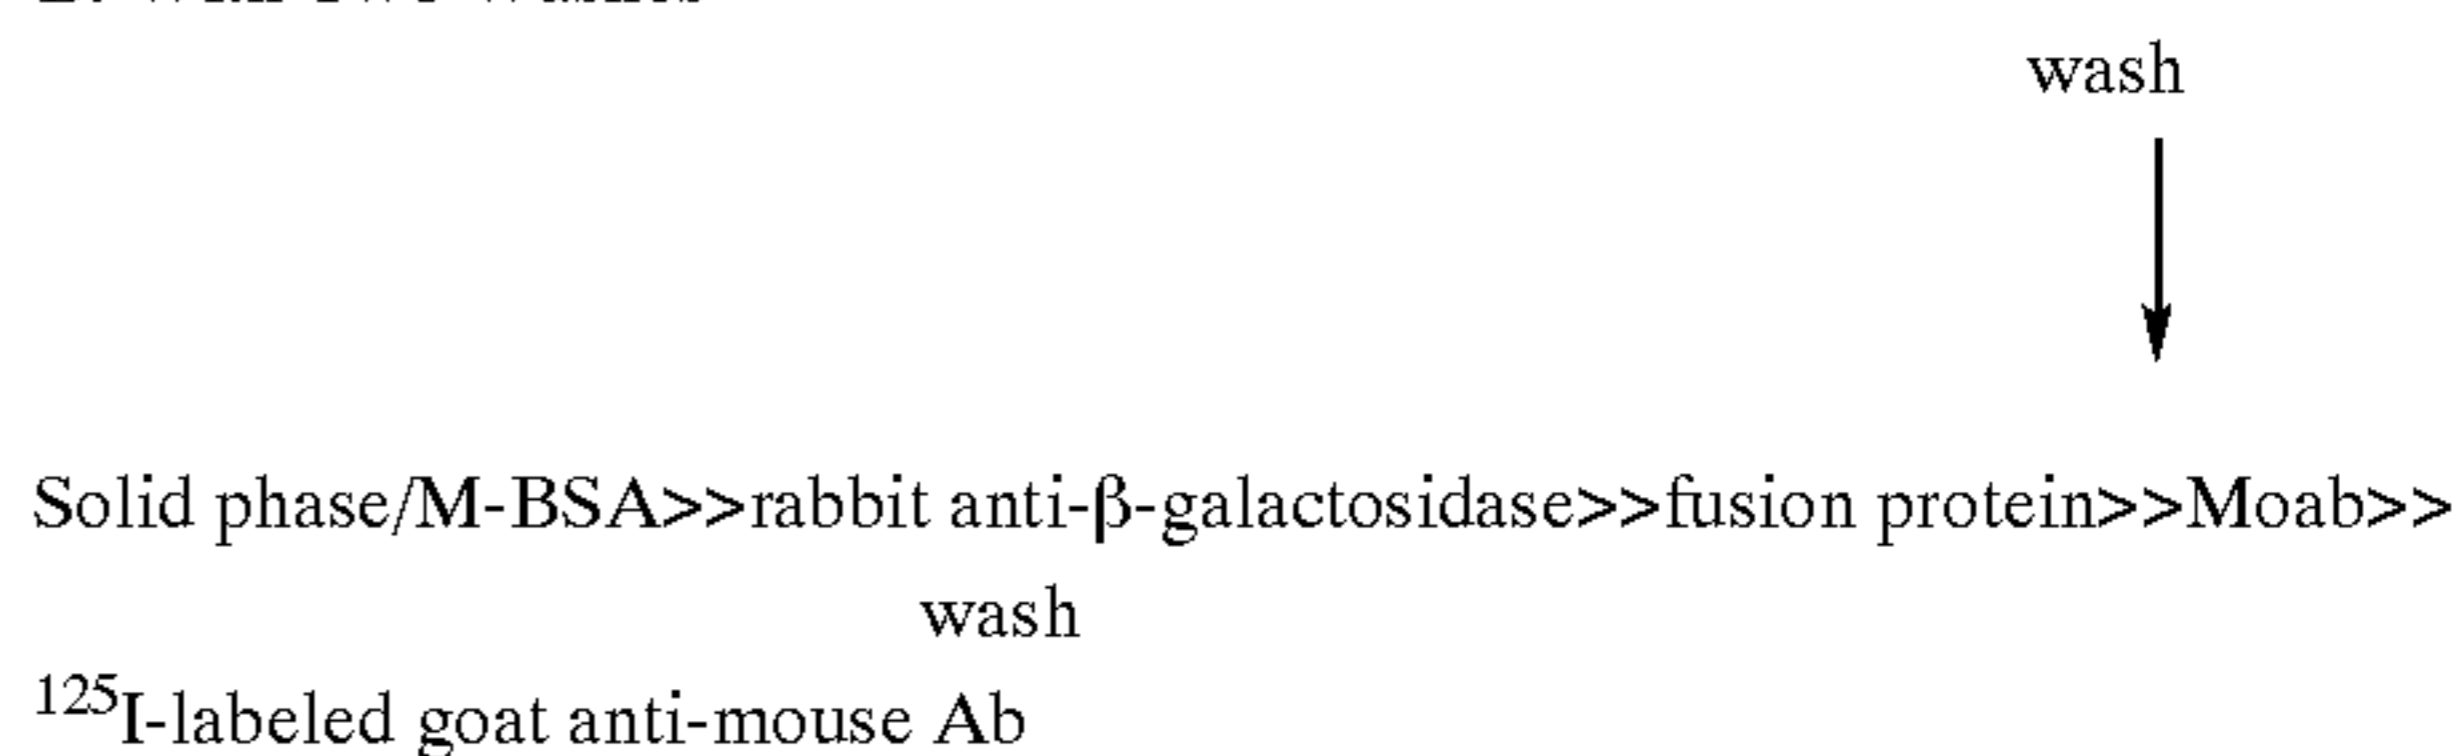 wash
Solid phase/M-BSA>>rabbit anti-β-galactosidase>>fusion protein>>Moab>>
wash
¹²⁵I-labeled goat anti-mouse Ab